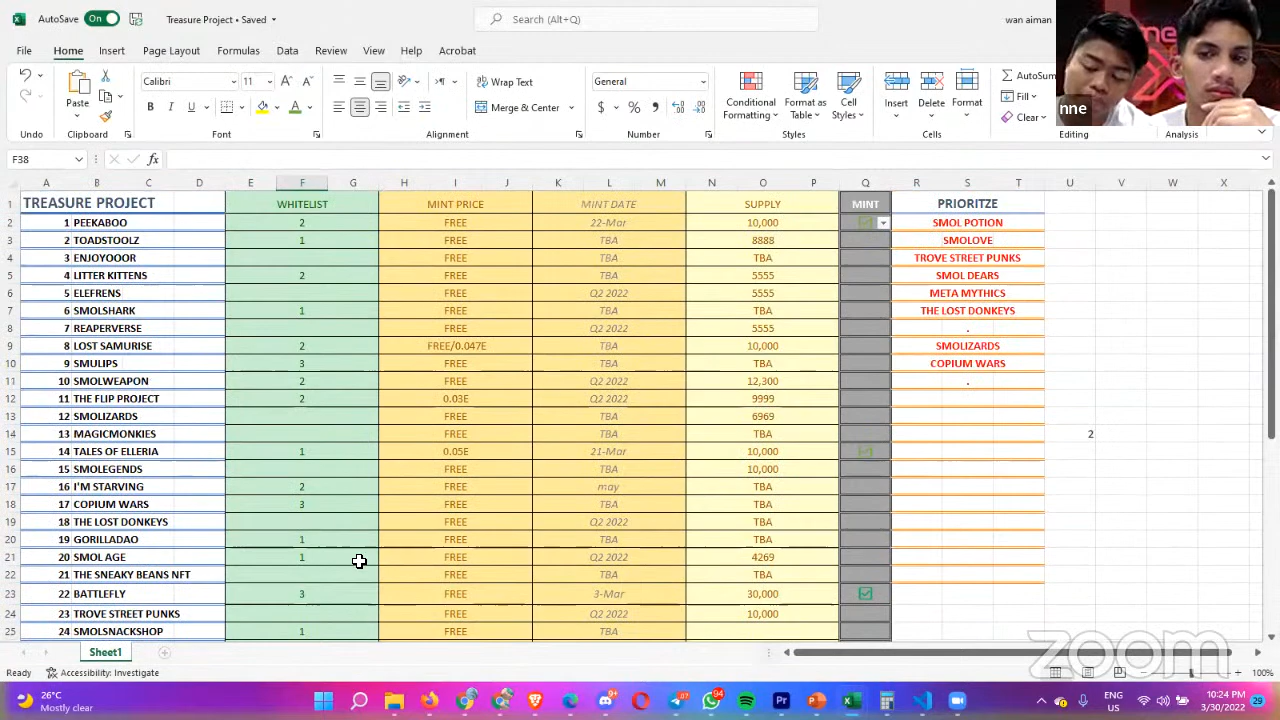 AutoSave On Treasure Project • Saved Search (Alt+Q) wan aiman
File Home Insert Page Layout Formulas Data Review View Help Acrobat
Calibri 11 Wrap Text General AutoSum
Paste B I U Merge & Center $ % Conditional Formatting Format as Table Cell Styles Insert Delete Format Fill Clear nne
Undo Clipboard Font Alignment Number Styles Cells Editing Analysis
F38 fx
A B C D E F G H I J K L M N O P Q R S T U V W X
1 TREASURE PROJECT WHITELIST MINT PRICE MINT DATE SUPPLY MINT PRIORITZE
2 1 PEEKABOO 2 FREE 22-Mar 10,000 SMOL POTION
3 2 TOADSTOOLZ 1 FREE TBA 8888 SMOLOVE
4 3 ENJOYOOOR FREE TBA TBA TROVE STREET PUNKS
5 4 LITTER KITTENS 2 FREE TBA 5555 SMOL DEARS
6 5 ELEFRENS FREE Q2 2022 5555 META MYTHICS
7 6 SMOLSHARK 1 FREE TBA TBA THE LOST DONKEYS
8 7 REAPERVERSE FREE Q2 2022 5555 .
9 8 LOST SAMURISE 2 FREE/0.047E TBA 10,000 SMOLIZARDS
10 9 SMULIPS 3 FREE TBA TBA COPIUM WARS
11 10 SMOLWEAPON 2 FREE Q2 2022 12,300 .
12 11 THE FLIP PROJECT 2 0.03E Q2 2022 9999
13 12 SMOLIZARDS FREE TBA 6969
14 13 MAGICMONKIES FREE TBA TBA 2
15 14 TALES OF ELLERIA 1 0.05E 21-Mar 10,000
16 15 SMOLEGENDS FREE TBA 10,000
17 16 I'M STARVING 2 FREE may TBA
18 17 COPIUM WARS 3 FREE TBA TBA
19 18 THE LOST DONKEYS FREE Q2 2022 TBA
20 19 GORILLADAO 1 FREE TBA TBA
21 20 SMOL AGE 1 FREE Q2 2022 4269
22 21 THE SNEAKY BEANS NFT FREE TBA TBA
23 22 BATTLEFLY 3 FREE 3-Mar 30,000
24 23 TROVE STREET PUNKS FREE Q2 2022 10,000
25 24 SMOLSNACKSHOP 1 FREE TBA
Sheet1
zoom
Ready Accessibility: Investigate 100%
26°C
Mostly clear
94
ENG
US
10:24 PM
3/30/2022
29